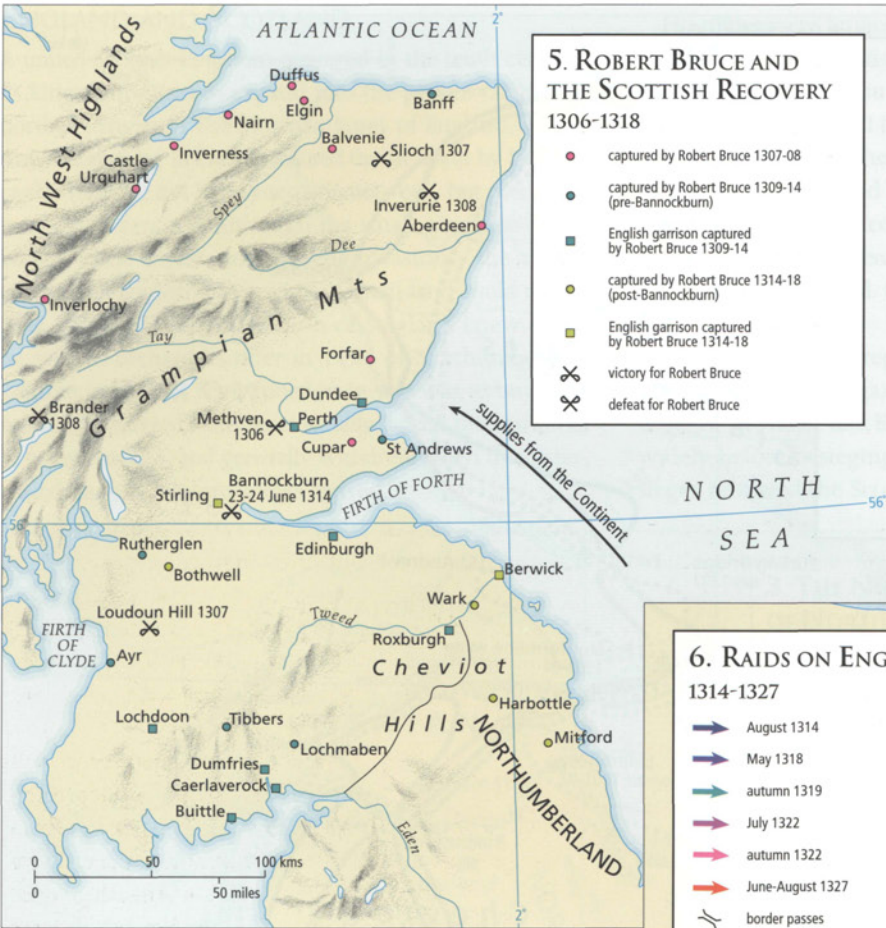 ATLANTIC OCEAN
2°
North West Highlands
Duffus
Elgin
Banff
Nairn
Balvenie
Inverness
Slioch 1307
Castle
Urquhart
Spey
Inverurie 1308
Aberdeen
Dee
Inverlochy
Grampian Mts
Tay
Forfar
Dundee
Brander
1308
Methven
1306
Perth
Cupar
St Andrews
supplies from the Continent
Bannockburn
23-24 June 1314
Stirling
FIRTH OF FORTH
NORTH
SEA
56°
56°
Rutherglen
Edinburgh
Bothwell
Berwick
Wark
Loudoun Hill 1307
Tweed
FIRTH
OF
CLYDE
Roxburgh
Ayr
Cheviot
Hills
Harbottle
Lochdoon
Tibbers
Lochmaben
Mitford
NORTHUMBERLAND
Dumfries
Caerlaverock
Buittle
Eden
0 50 100 kms
0 50 miles
2°
5. ROBERT BRUCE AND
THE SCOTTISH RECOVERY
1306-1318
captured by Robert Bruce 1307-08
captured by Robert Bruce 1309-14
(pre-Bannockburn)
English garrison captured
by Robert Bruce 1309-14
captured by Robert Bruce 1314-18
(post-Bannockburn)
English garrison captured
by Robert Bruce 1314-18
victory for Robert Bruce
defeat for Robert Bruce
6. RAIDS ON ENG
1314-1327
August 1314
May 1318
autumn 1319
July 1322
autumn 1322
June-August 1327
border passes